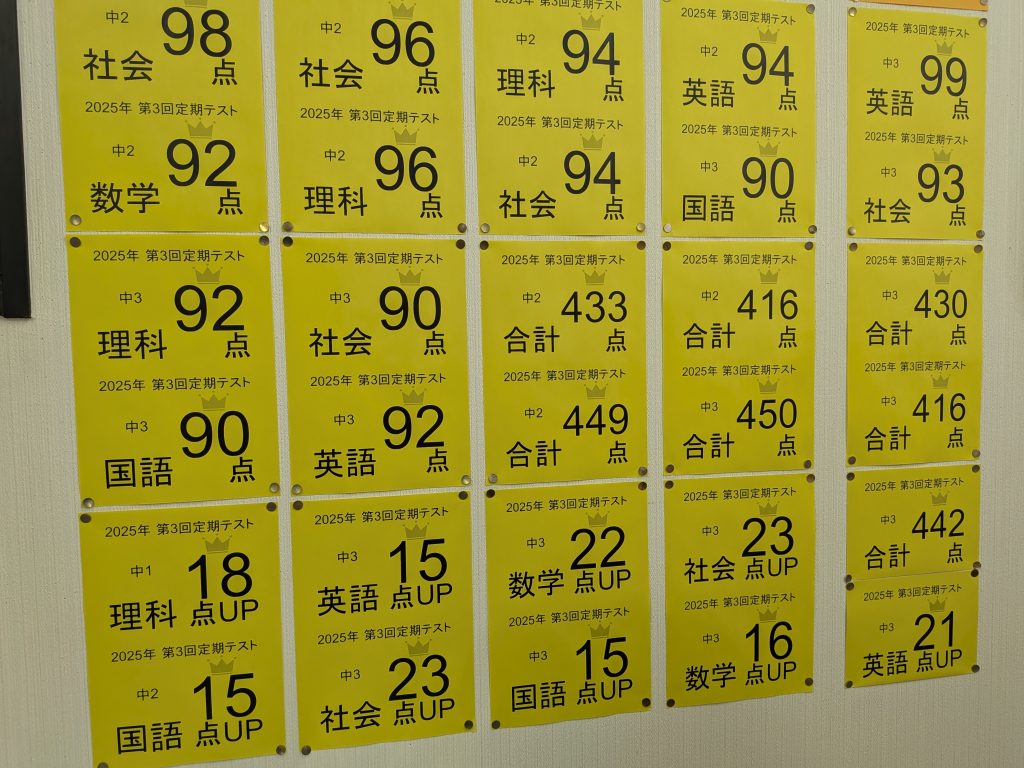 中2
98
社会 点
2025年 第3回定期テスト
中2
92
数学 点
中2
96
社会 点
2025年 第3回定期テスト
中2
96
理科 点
2025年 第3回定期テスト
中2
94
理科 点
2025年 第3回定期テスト
中2
94
社会 点
2025年 第3回定期テスト
中2
94
英語 点
2025年 第3回定期テスト
中3
90
国語 点
2025年 第3回定期テスト
中3
99
英語 点
2025年 第3回定期テスト
中3
93
社会 点
2025年 第3回定期テスト
中3
92
理科 点
2025年 第3回定期テスト
中3
90
国語 点
2025年 第3回定期テスト
中3
90
社会 点
2025年 第3回定期テスト
中3
92
英語 点
2025年 第3回定期テスト
中2
433
合計 点
2025年 第3回定期テスト
中2
449
合計 点
2025年 第3回定期テスト
中2
416
合計 点
2025年 第3回定期テスト
中3
450
合計 点
2025年 第3回定期テスト
中3
430
合計 点
2025年 第3回定期テスト
中3
416
合計 点
2025年 第3回定期テスト
中1
18
理科 点UP
2025年 第3回定期テスト
中2
15
国語 点UP
2025年 第3回定期テスト
中3
15
英語 点UP
2025年 第3回定期テスト
中3
23
社会 点UP
2025年 第3回定期テスト
中3
22
数学 点UP
2025年 第3回定期テスト
中3
15
国語 点UP
2025年 第3回定期テスト
中3
23
社会 点UP
2025年 第3回定期テスト
中3
16
数学 点UP
2025年 第3回定期テスト
中3
442
合計 点
2025年 第3回定期テスト
中3
21
英語 点UP